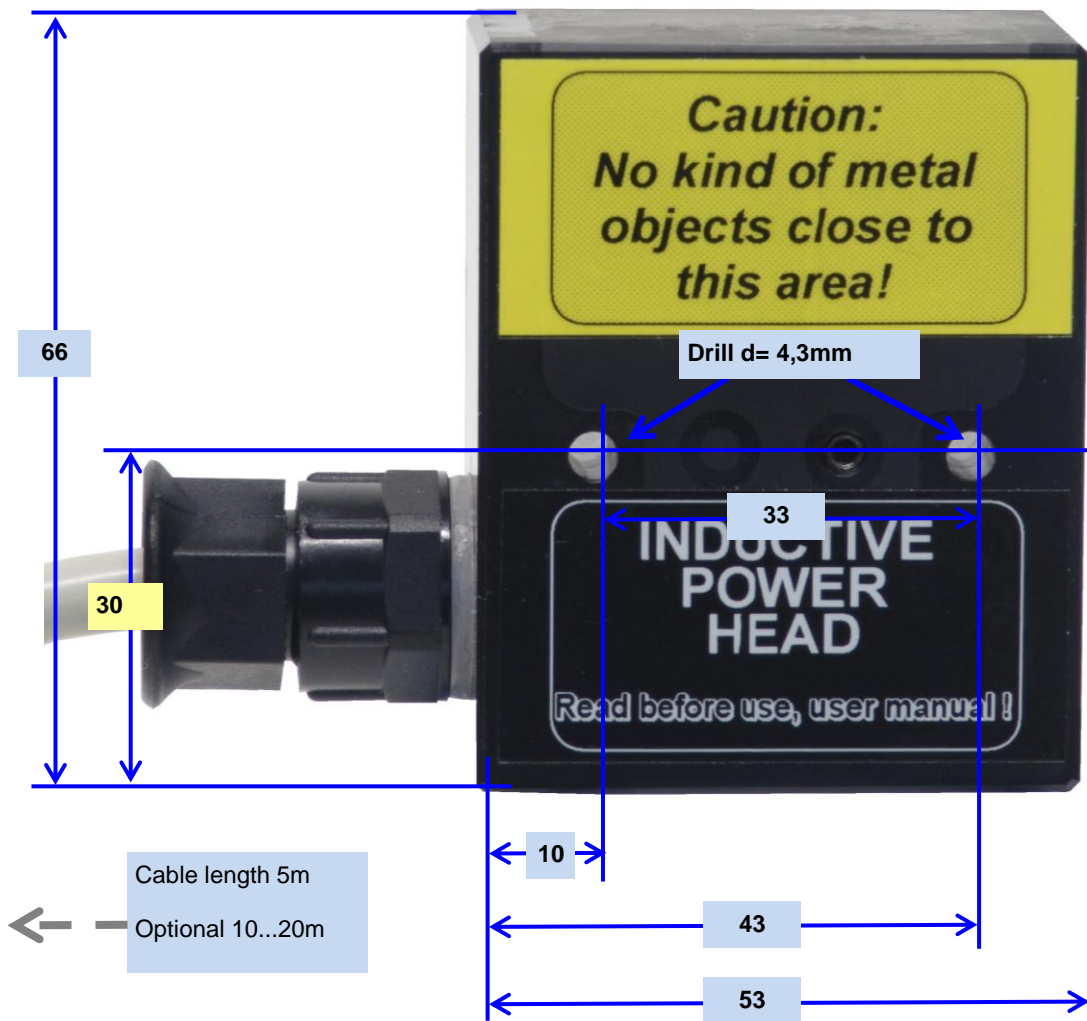 Caution:
No kind of metal
objects close to
this area!
66
Drill d= 4,3mm
33
INDUCTIVE
POWER
HEAD
30
Read before use, user manual !
10
Cable length 5m
Optional 10...20m
43
53